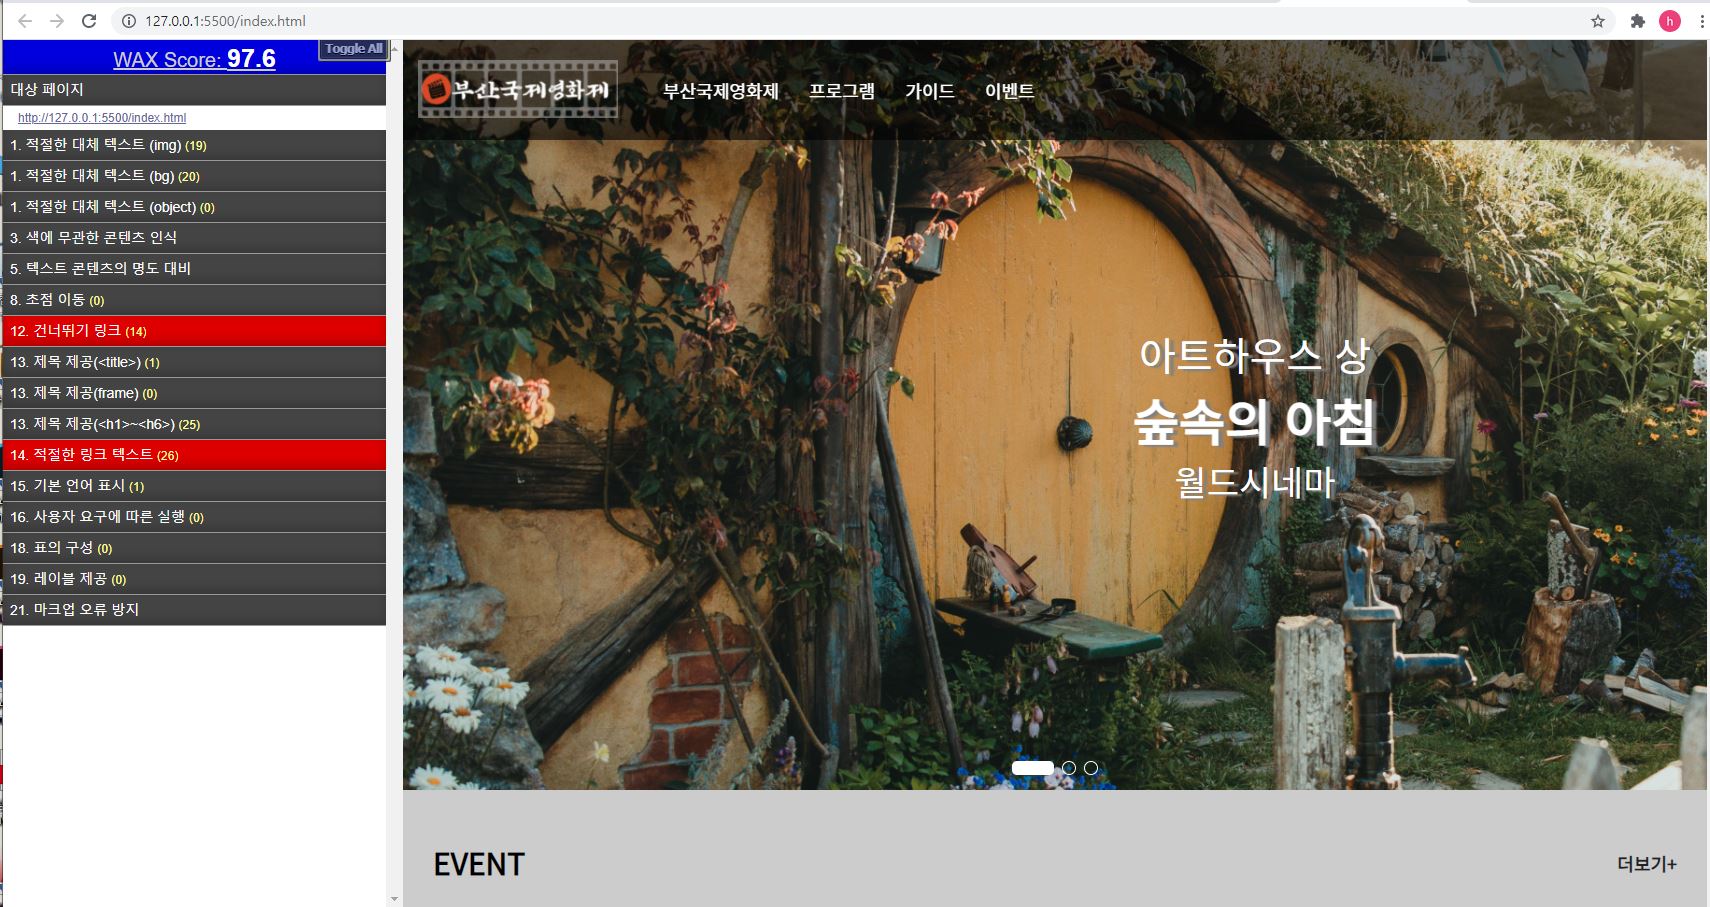 127.0.0.1:5500/index.html
h
WAX Score: 97.6
Toggle All
대상 페이지
http://127.0.0.1:5500/index.html
1. 적절한 대체 텍스트 (img) (19)
1. 적절한 대체 텍스트 (bg) (20)
1. 적절한 대체 텍스트 (object) (0)
3. 색에 무관한 콘텐츠 인식
5. 텍스트 콘텐츠의 명도 대비
8. 초점 이동 (0)
12. 건너뛰기 링크 (14)
13. 제목 제공(<title>) (1)
13. 제목 제공(frame) (0)
13. 제목 제공(<h1>~<h6>) (25)
14. 적절한 링크 텍스트 (26)
15. 기본 언어 표시 (1)
16. 사용자 요구에 따른 실행 (0)
18. 표의 구성 (0)
19. 레이블 제공 (0)
21. 마크업 오류 방지
부산국제영화제
부산국제영화제 프로그램 가이드 이벤트
아트하우스 상
숲속의 아침
월드시네마
EVENT
더보기+